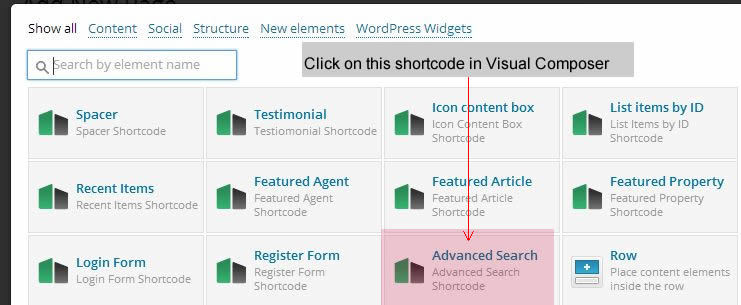 Add New Page
Show all Content Social Structure New elements WordPress Widgets
Search by element name
Click on this shortcode in Visual Composer
Spacer
Spacer Shortcode
Testimonial
Testiomonial Shortcode
Icon content box
Icon Content Box
Shortcode
List items by ID
List Items by ID
Shortcode
Recent Items
Recent Items Shortcode
Featured Agent
Featured Agent
Shortcode
Featured Article
Featured Article
Shortcode
Featured Property
Featured Property
Shortcode
Login Form
Login Form Shortcode
Register Form
Register Form
Shortcode
Advanced Search
Advanced Search
Shortcode
Row
Place content elements
inside the row